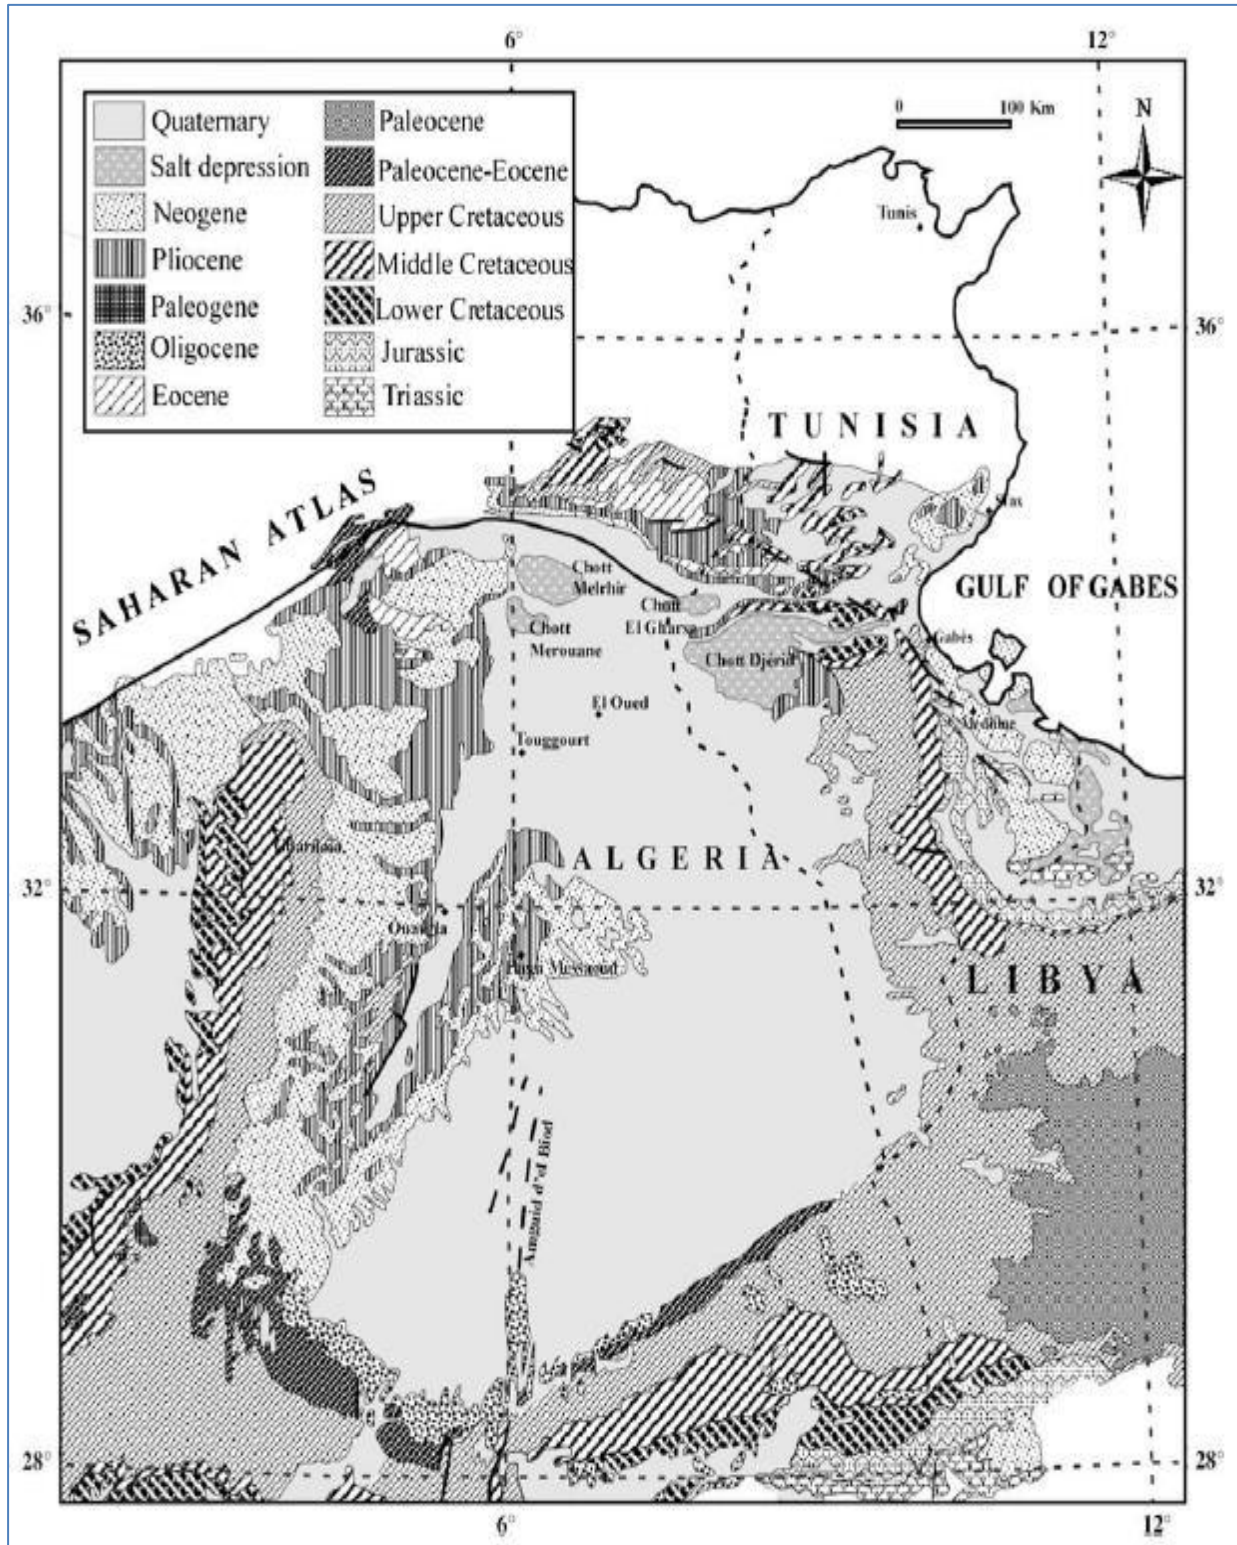 6°
12°
0 100 Km
N
Quaternary
Salt depression
Neogene
Pliocene
Paleogene
Oligocene
Eocene
Paleocene
Paleocene-Eocene
Upper Cretaceous
Middle Cretaceous
Lower Cretaceous
Jurassic
Triassic
Tunis
36°
36°
TUNISIA
SAHARAN ATLAS
Sfax
Chott
Melrhir
Chott
El Gharsa
GULF OF GABES
Chott
Merouane
Gabès
Chott Djérid
El Oued
Touggourt
ALGERIA
32°
32°
Hassi Messaoud
LIBYA
Amguid d''el Biod
28°
28°
6°
12°